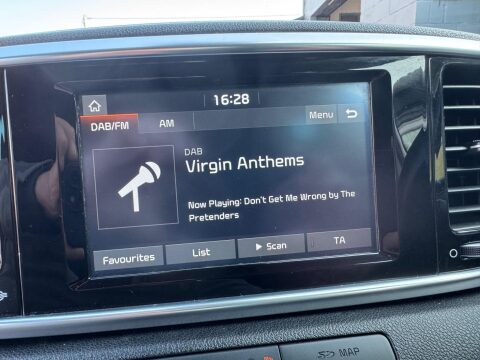 16:28
DAB/FM
AM
Menu
DAB
Virgin Anthems
Now Playing: Don't Get Me Wrong by The
Pretenders
Favourites
List
Scan
TA
MAP